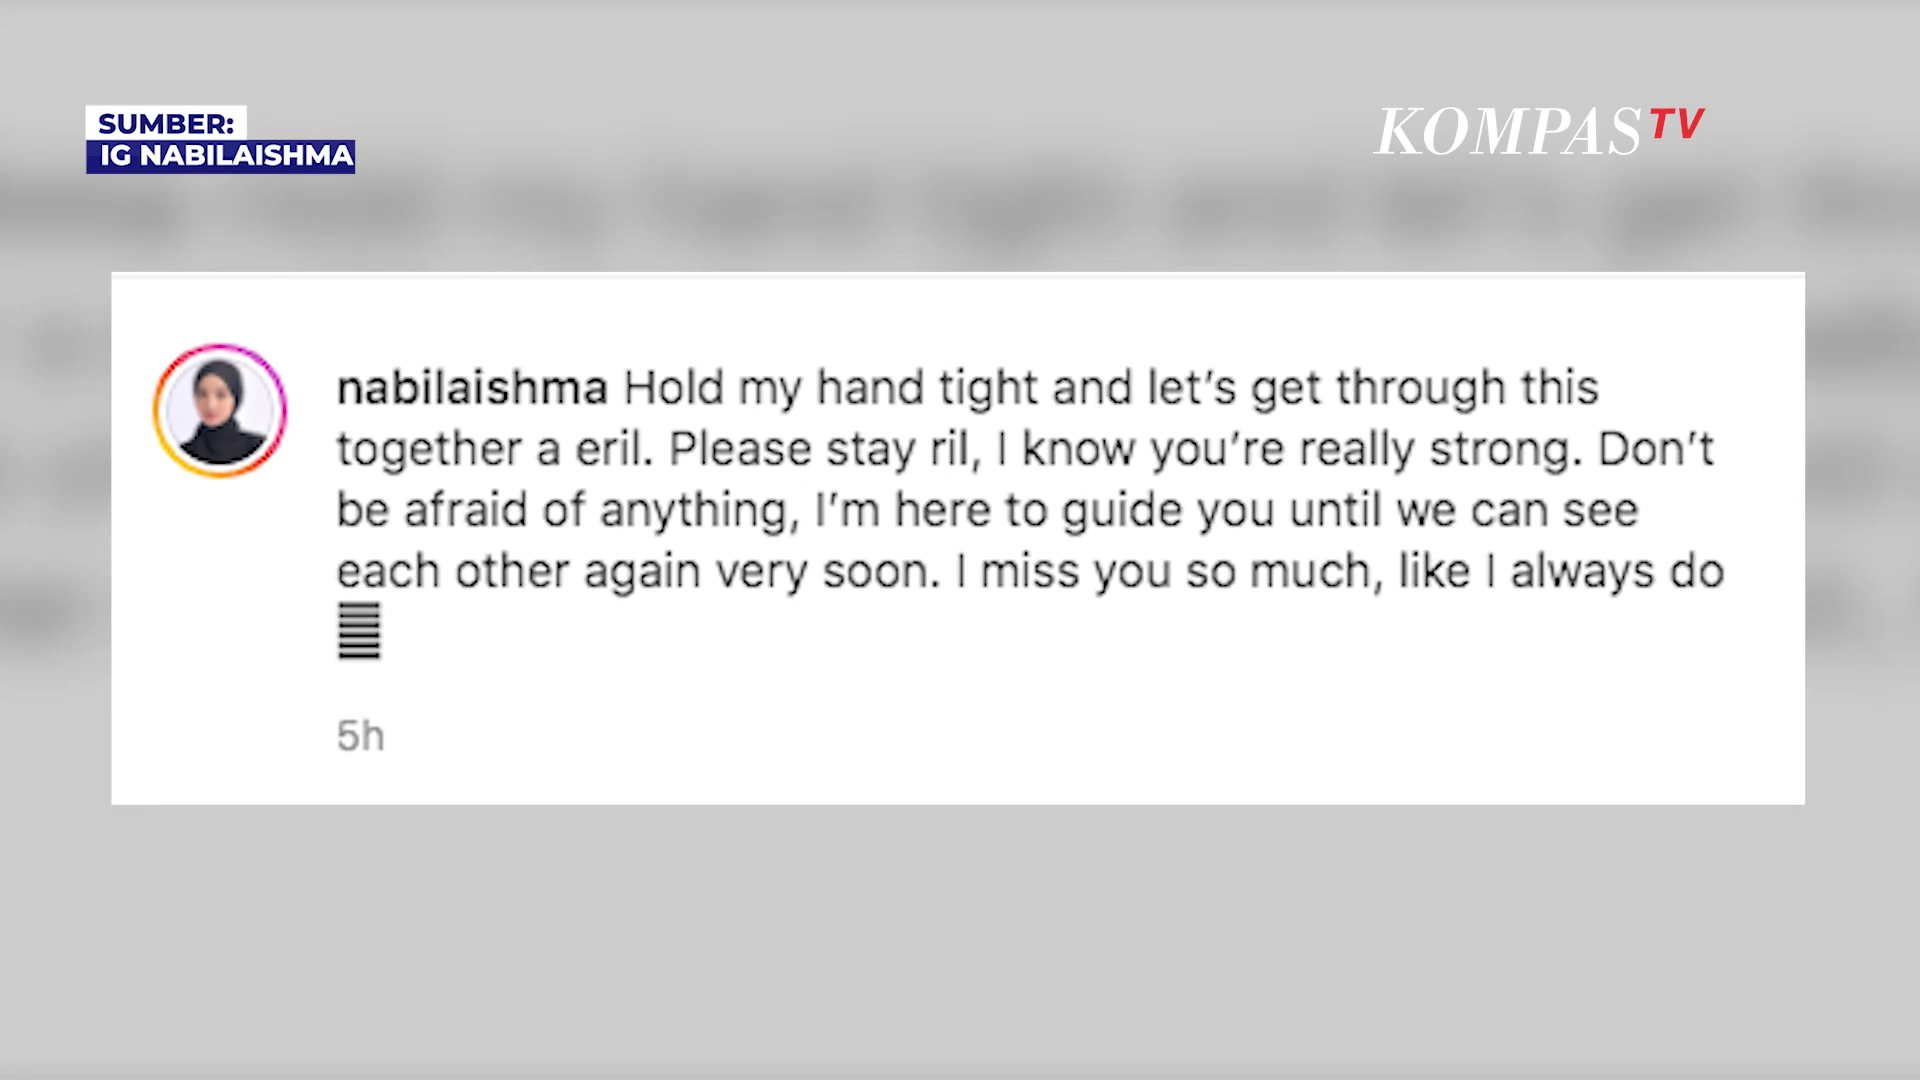 SUMBER:
IG NABILAISHMA
KOMPAS TV
nabilaishma Hold my hand tight and let’s get through this
together a eril. Please stay ril, I know you’re really strong. Don’t
be afraid of anything, I’m here to guide you until we can see
each other again very soon. I miss you so much, like I always do
5h